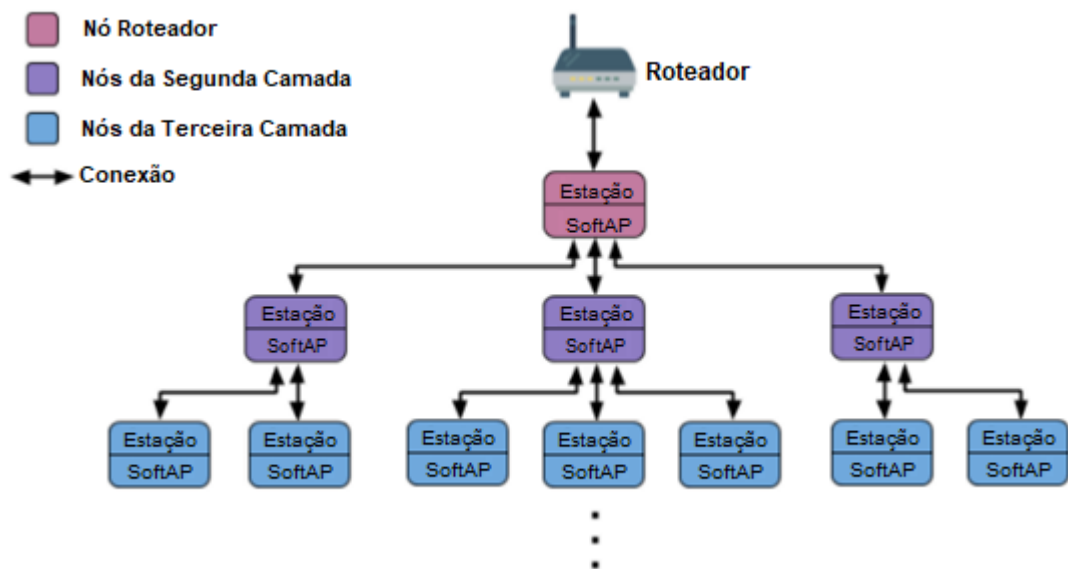 Nó Roteador
Nós da Segunda Camada
Nós da Terceira Camada
Conexão
Roteador
Estação
SoftAP
Estação
SoftAP
Estação
SoftAP
Estação
SoftAP
Estação
SoftAP
Estação
SoftAP
Estação
SoftAP
Estação
SoftAP
Estação
SoftAP
Estação
SoftAP
Estação
SoftAP